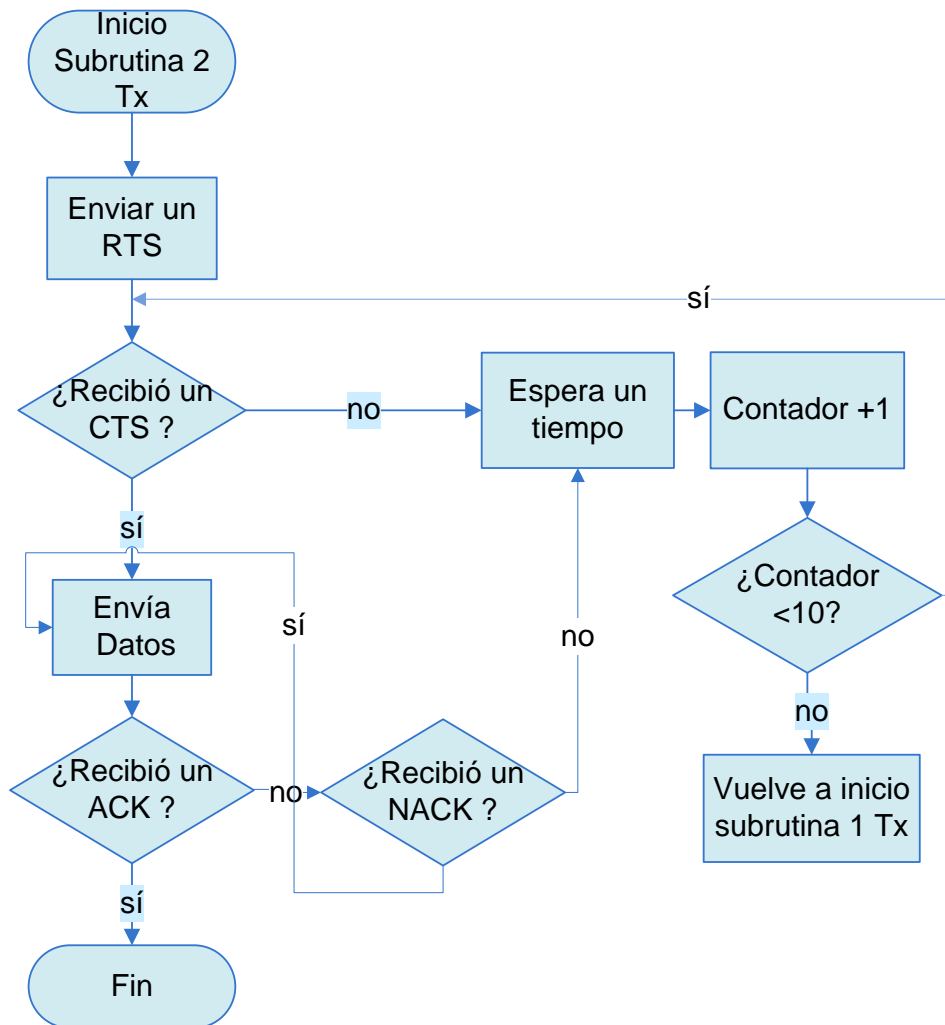 Inicio
Subrutina 2
Tx
Enviar un
RTS
sí
¿Recibió un
CTS ?
no
Espera un
tiempo
Contador +1
sí
Envía
Datos
sí
¿Contador
<10?
no
no
¿Recibió un
ACK ?
no
¿Recibió un
NACK ?
Vuelve a inicio
subrutina 1 Tx
sí
Fin